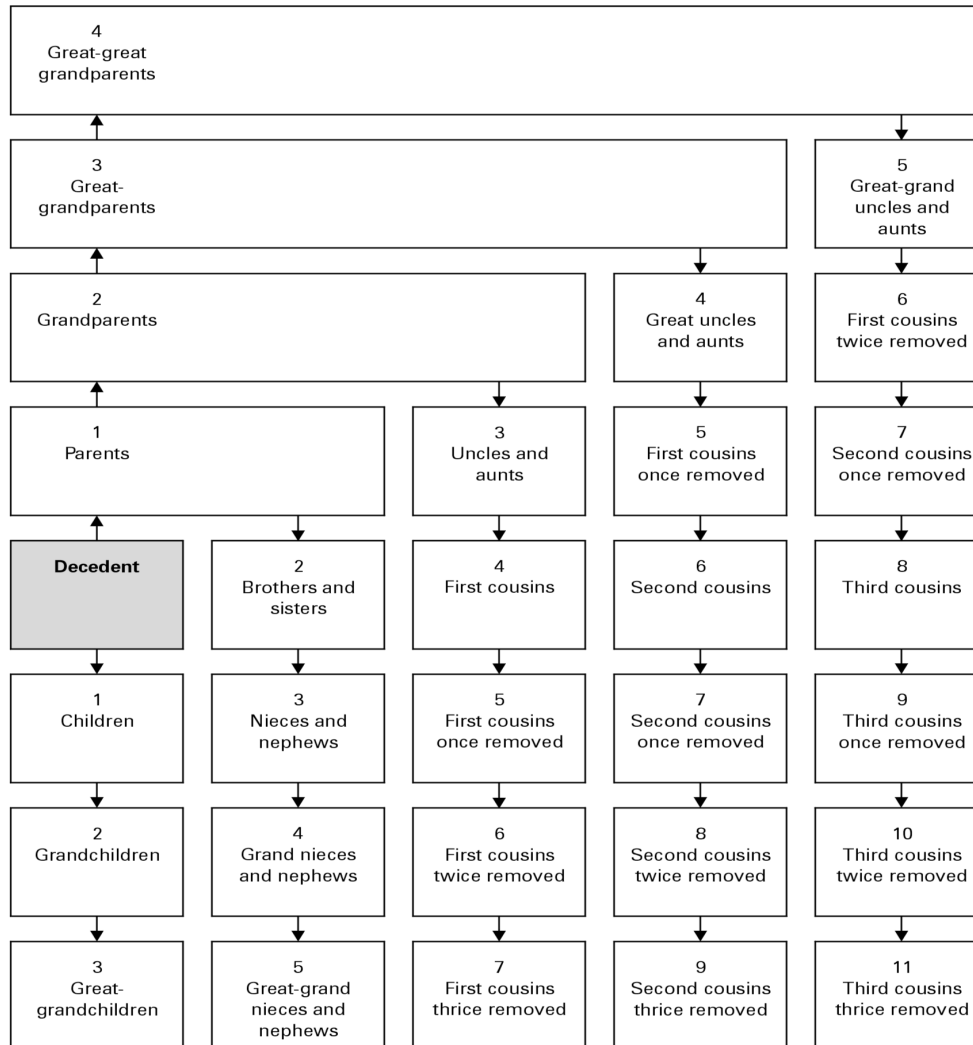 4
Great-great
grandparents
3
Great-
grandparents
5
Great-grand
uncles and
aunts
2
Grandparents
4
Great uncles
and aunts
6
First cousins
twice removed
1
Parents
3
Uncles and
aunts
5
First cousins
once removed
7
Second cousins
once removed
Decedent
2
Brothers and
sisters
4
First cousins
6
Second cousins
8
Third cousins
1
Children
3
Nieces and
nephews
5
First cousins
once removed
7
Second cousins
once removed
9
Third cousins
once removed
2
Grandchildren
4
Grand nieces
and nephews
6
First cousins
twice removed
8
Second cousins
twice removed
10
Third cousins
twice removed
3
Great-
grandchildren
5
Great-grand
nieces and
nephews
7
First cousins
thrice removed
9
Second cousins
thrice removed
11
Third cousins
thrice removed